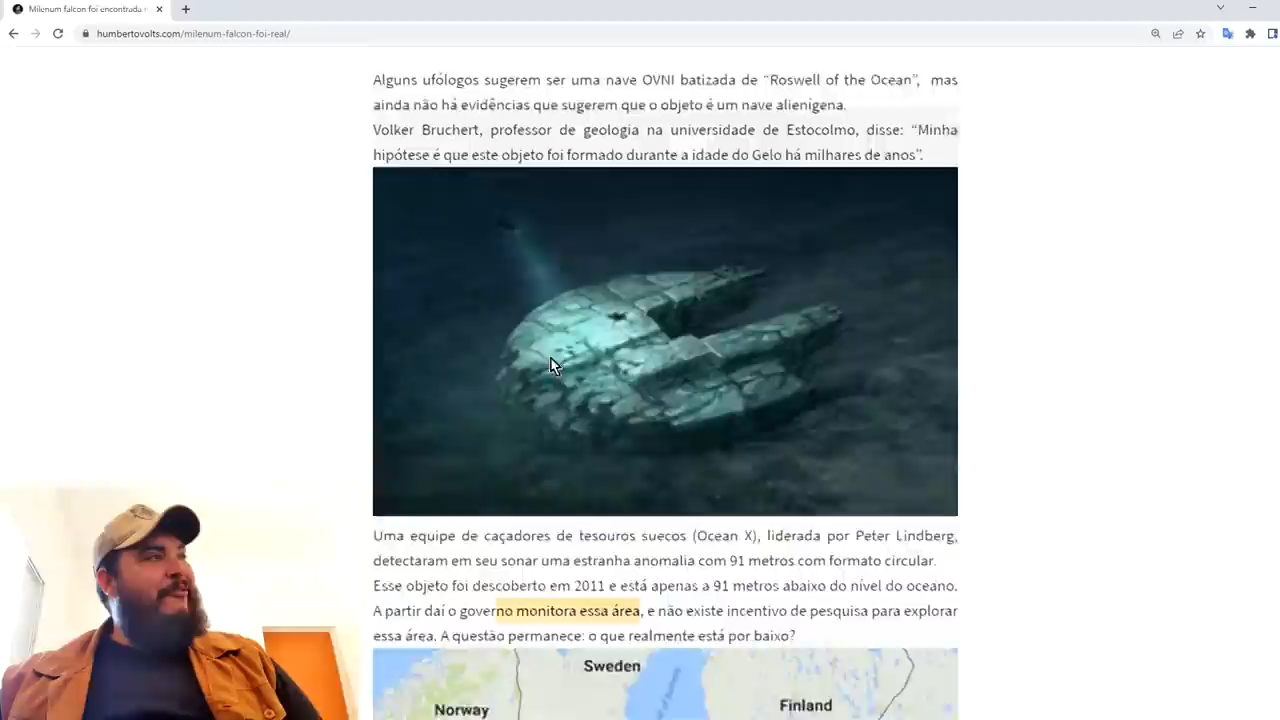 Milenum falcon foi encontrada
humbertovolts.com/milenum-falcon-foi-real/
Alguns ufólogos sugerem ser uma nave OVNI batizada de “Roswell of the Ocean”, mas
ainda não há evidências que sugerem que o objeto é um nave alienígena.
Volker Bruchert, professor de geologia na universidade de Estocolmo, disse: “Minha
hipótese é que este objeto foi formado durante a idade do Gelo há milhares de anos”.
Uma equipe de caçadores de tesouros suecos (Ocean X), liderada por Peter Lindberg,
detectaram em seu sonar uma estranha anomalia com 91 metros com formato circular.
Esse objeto foi descoberto em 2011 e está apenas a 91 metros abaixo do nível do oceano.
A partir daí o governo monitora essa área, e não existe incentivo de pesquisa para explorar
essa área. A questão permanece: o que realmente está por baixo?
Sweden
Norway
Finland